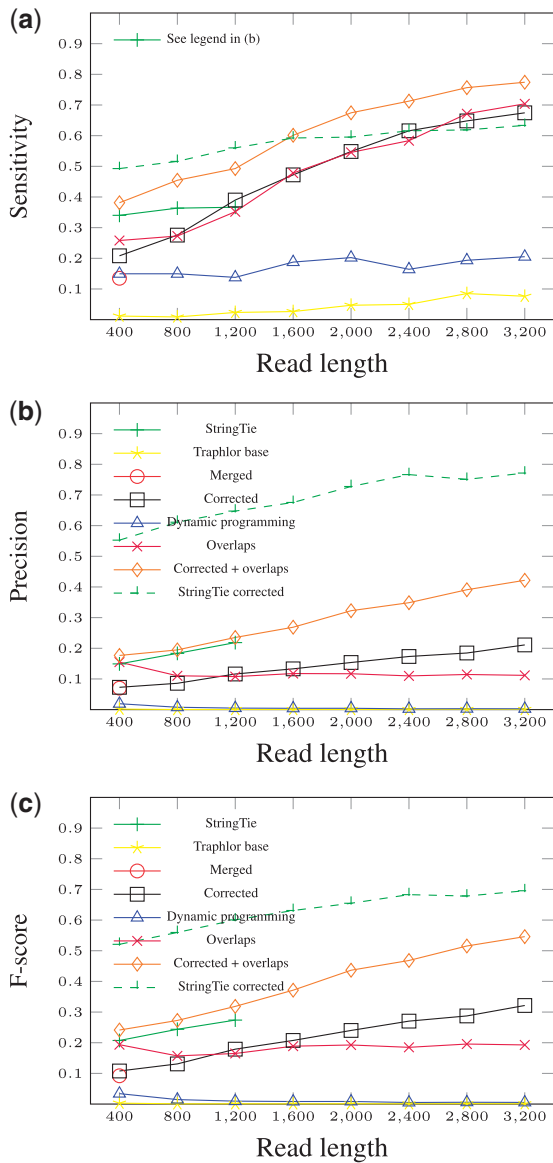 (a)
0.9
0.8
0.7
0.6
0.5
0.4
0.3
0.2
0.1
Sensitivity
See legend in (b)
400 800 1,200 1,600 2,000 2,400 2,800 3,200
Read length
(b)
0.9
0.8
0.7
0.6
0.5
0.4
0.3
0.2
0.1
Precision
StringTie
Traphlor base
Merged
Corrected
Dynamic programming
Overlaps
Corrected + overlaps
StringTie corrected
400 800 1,200 1,600 2,000 2,400 2,800 3,200
Read length
(c)
0.9
0.8
0.7
0.6
0.5
0.4
0.3
0.2
0.1
F-score
StringTie
Traphlor base
Merged
Corrected
Dynamic programming
Overlaps
Corrected + overlaps
StringTie corrected
400 800 1,200 1,600 2,000 2,400 2,800 3,200
Read length